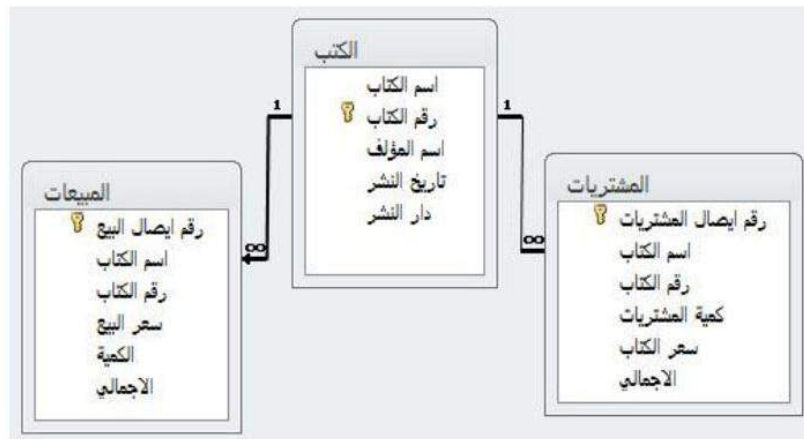 الكتب
اسم الكتاب
رقم الكتاب
اسم المؤلف
تاريخ النشر
دار النشر
1
1
المشتريات
رقم ايصال المشتريات
اسم الكتاب
رقم الكتاب
كمية المشتريات
سعر الكتاب
الاجمالي
∞
المبيعات
رقم ايصال البيع
اسم الكتاب
رقم الكتاب
سعر البيع
الكمية
الاجمالي
∞